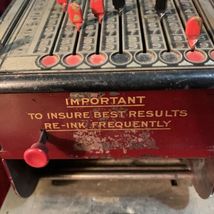 IMPORTANT
TO INSURE BEST RESULTS
RE-INK FREQUENTLY